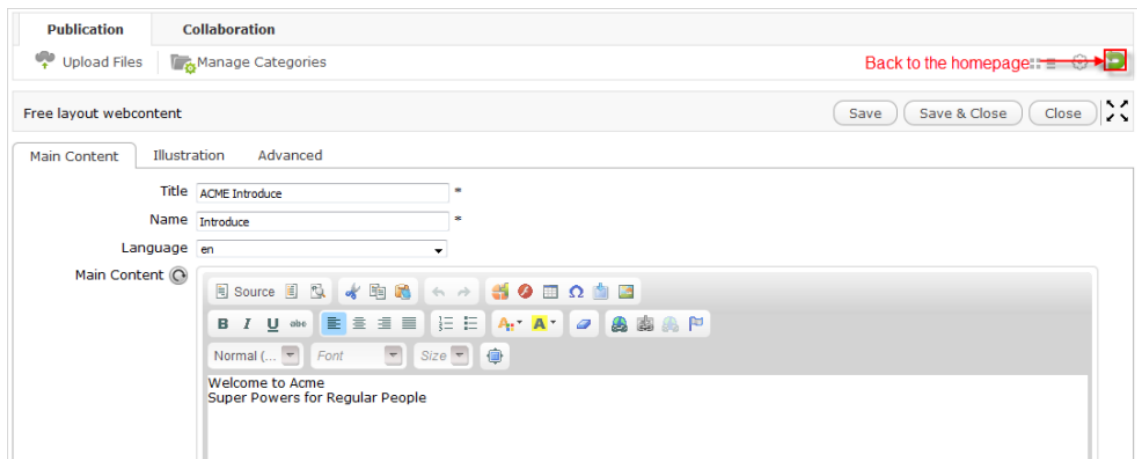 Publication Collaboration
Upload Files Manage Categories Back to the homepage
Free layout webcontent Save Save & Close Close
Main Content Illustration Advanced
Title ACME Introduce *
Name Introduce *
Language en
Main Content
Source
B I U abc
Normal (... Font Size
Welcome to Acme
Super Powers for Regular People